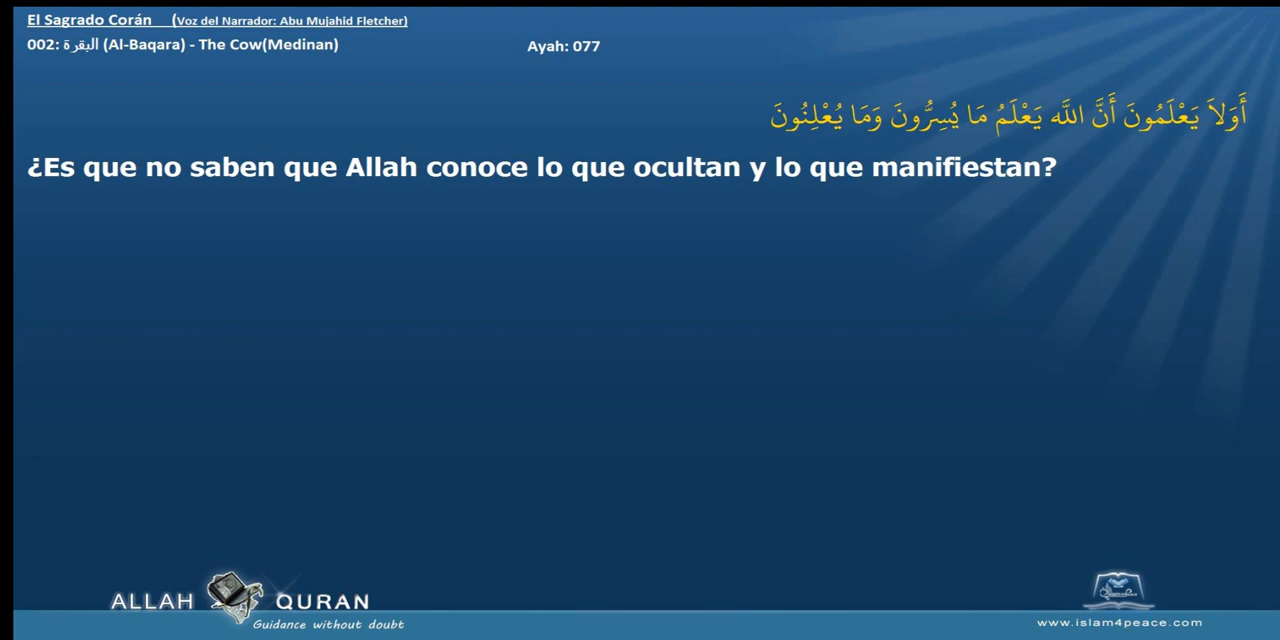 El Sagrado Corán (Voz del Narrador: Abu Mujahid Fletcher)
002: البقرة (Al-Baqara) - The Cow(Medinan) Ayah: 077
أَوَلاَ يَعْلَمُونَ أَنَّ اللَّه يَعْلَمُ مَا يُسِرُّونَ وَمَا يُعْلِنُونَ
¿Es que no saben que Allah conoce lo que ocultan y lo que manifiestan?
ALLAH QURAN
Guidance without doubt
www.islam4peace.com